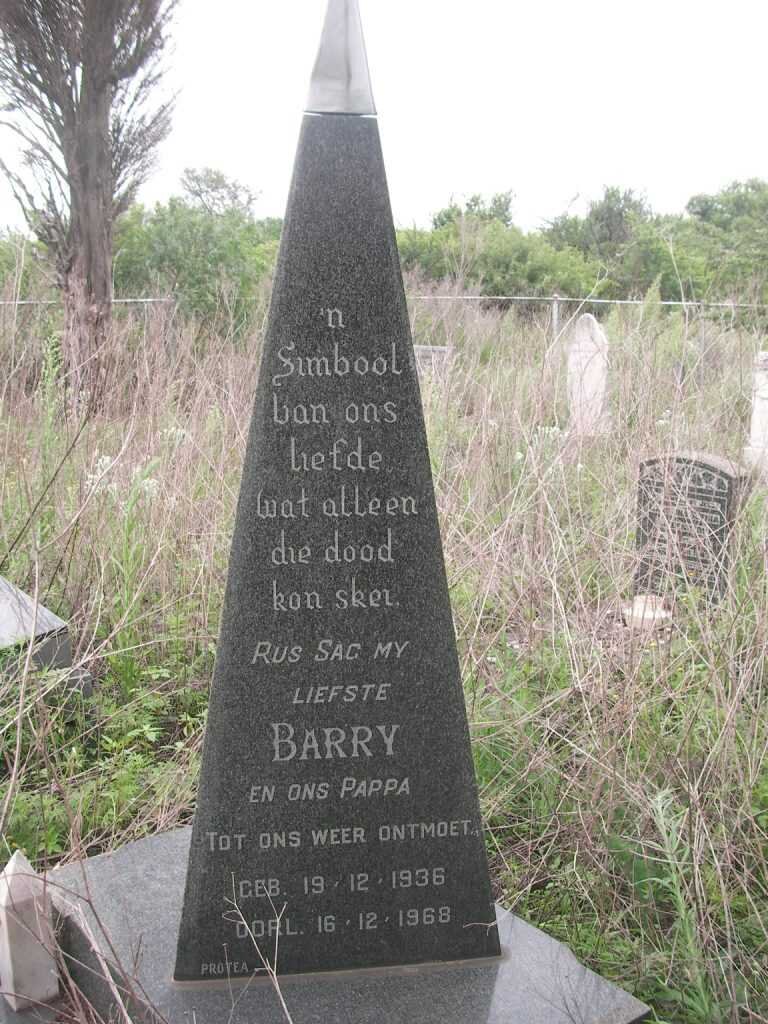 'n
Simbool
van ons
liefde
wat alleen
die dood
kon skei.
RUS SAG MY
LIEFSTE
BARRY
EN ONS PAPPA
TOT ONS WEER ONTMOET.
GEB. 19·12·1936
OORL. 16·12·1968
PROTEA